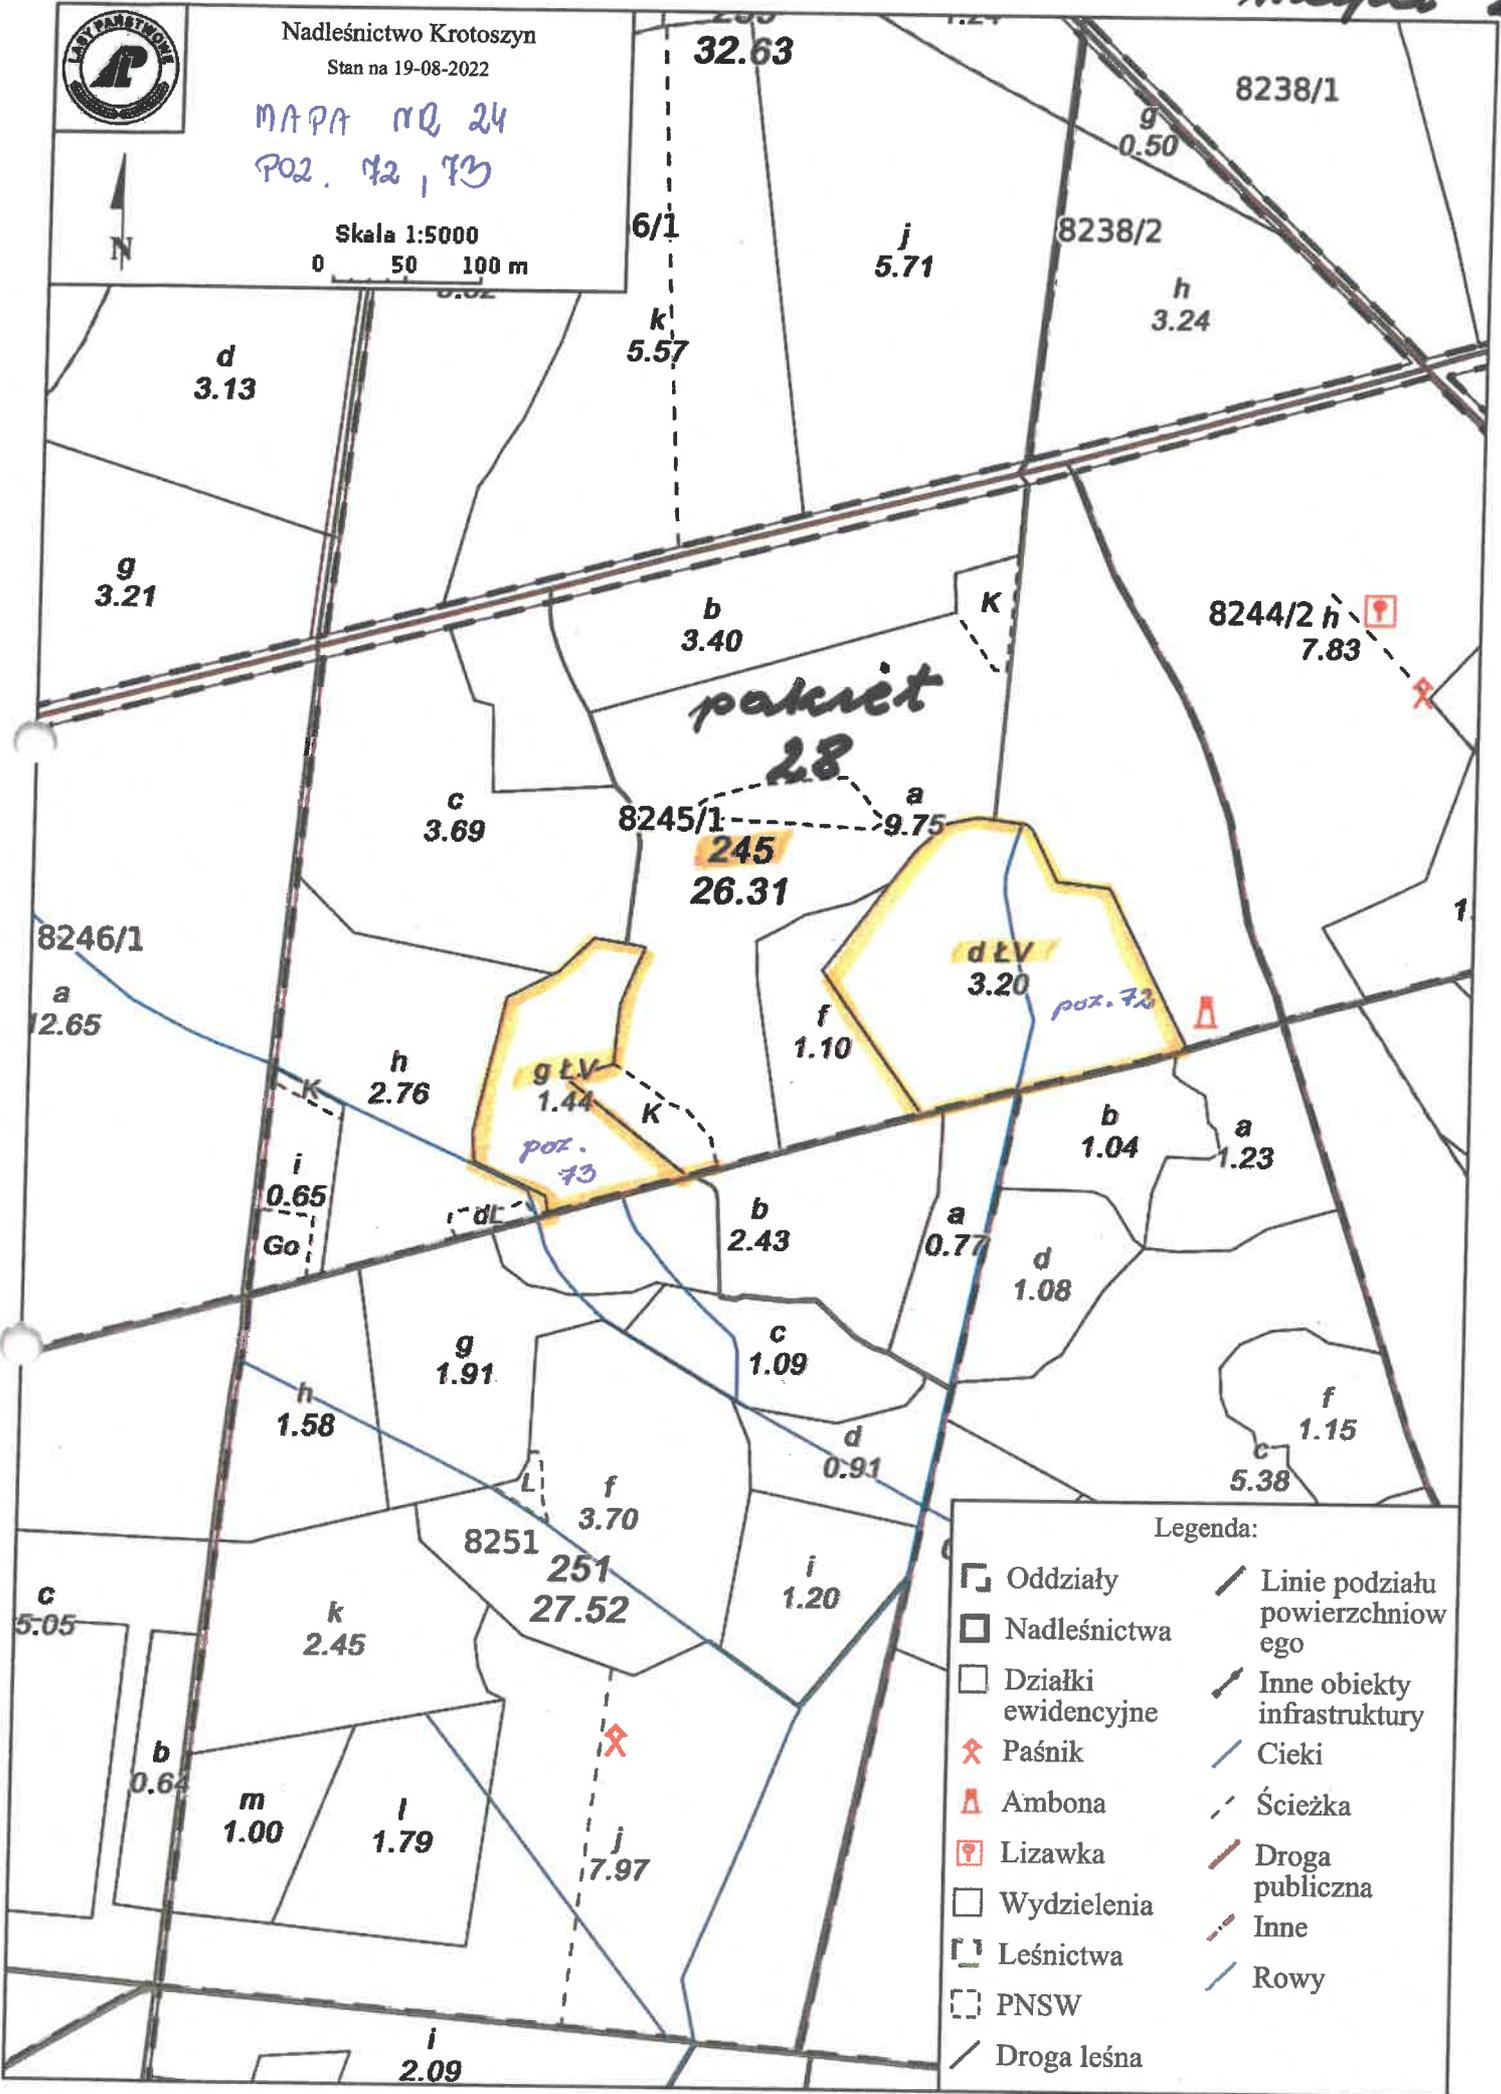 LASY PAŃSTWOWE
Nadleśnictwo Krotoszyn
Stan na 19-08-2022
MAPA NR 24
POZ. 72, 73
Skala 1:5000
0 50 100 m
N
32.63
8238/1
g
0.50
6/1
j
5.71
8238/2
h
3.24
k
5.57
d
3.13
g
3.21
b
3.40
K
8244/2 h
7.83
pakiet
28
c
3.69
8245/1
a
9.75
245
26.31
8246/1
a
12.65
d ŁV
3.20
poz. 72
f
1.10
h
2.76
K
g ŁV
1.44
K
poz.
73
b
1.04
a
1.23
i
0.65
dL
Go
b
2.43
a
0.77
d
1.08
g
1.91
c
1.09
h
1.58
f
1.15
d
0.91
c
5.38
L
f
3.70
8251
251
27.52
i
1.20
c
5.05
k
2.45
b
0.64
m
1.00
l
1.79
j
7.97
i
2.09
Legenda:
Oddziały
Nadleśnictwa
Działki
ewidencyjne
Paśnik
Ambona
Lizawka
Wydzielenia
Leśnictwa
PNSW
Droga leśna
Linie podziału
powierzchniow
ego
Inne obiekty
infrastruktury
Cieki
Ścieżka
Droga
publiczna
Inne
Rowy